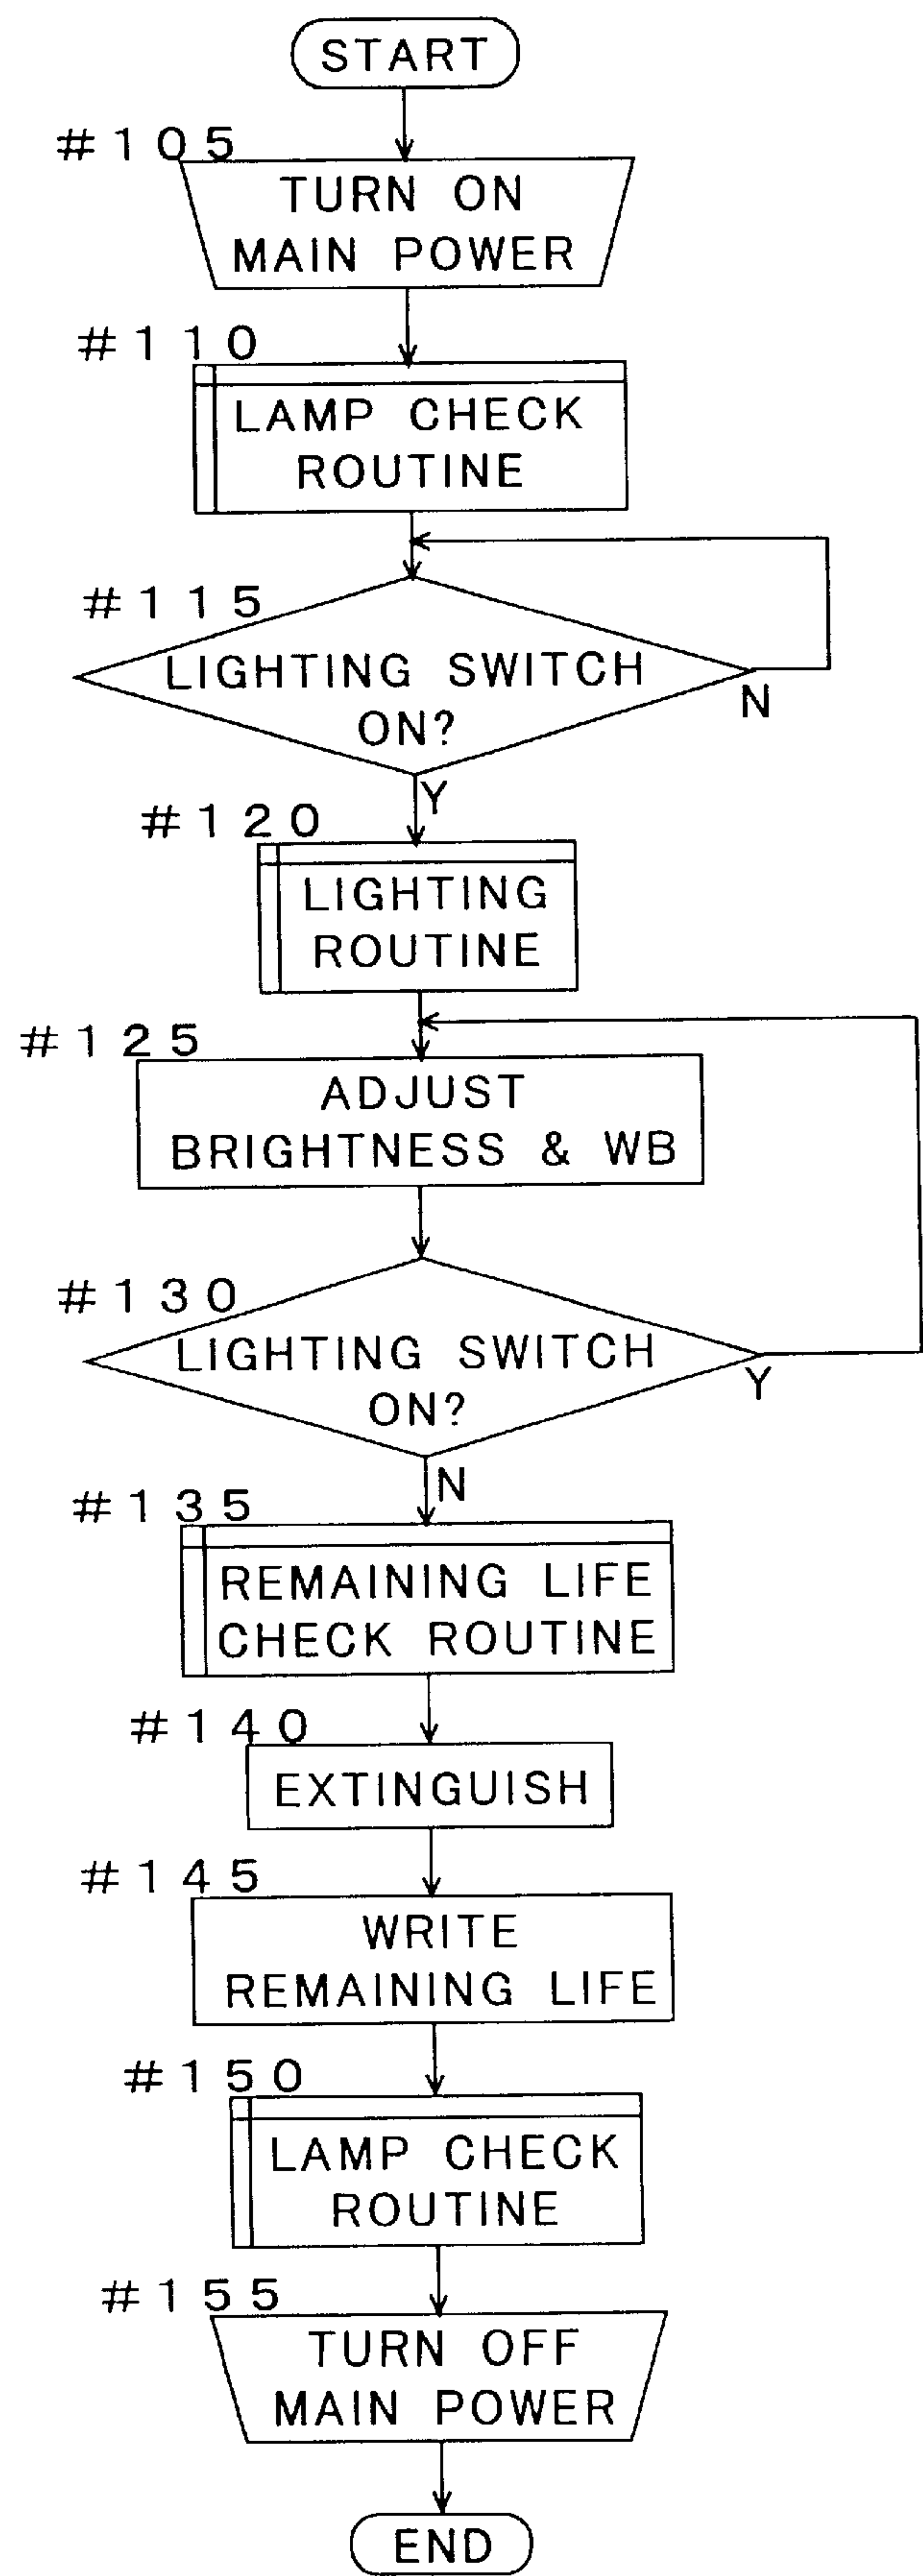 START
#105
TURN ON
MAIN POWER
#110
LAMP CHECK
ROUTINE
#115
LIGHTING SWITCH
ON?
N
Y
#120
LIGHTING
ROUTINE
#125
ADJUST
BRIGHTNESS & WB
#130
LIGHTING SWITCH
ON?
Y
N
#135
REMAINING LIFE
CHECK ROUTINE
#140
EXTINGUISH
#145
WRITE
REMAINING LIFE
#150
LAMP CHECK
ROUTINE
#155
TURN OFF
MAIN POWER
END